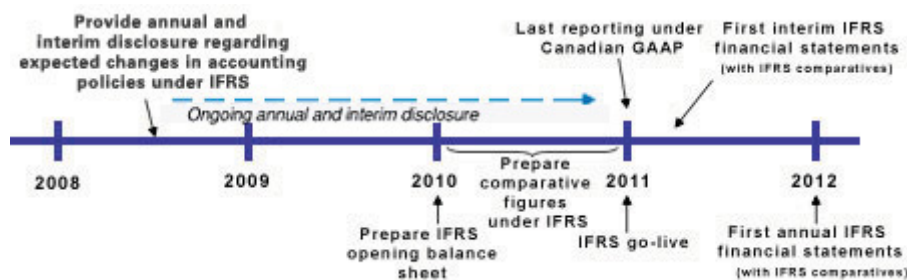 Provide annual and
interim disclosure regarding
expected changes in accounting
policies under IFRS
Last reporting under
Canadian GAAP
First interim IFRS
financial statements
(with IFRS comparatives)
Ongoing annual and interim disclosure
2008
2009
2010
Prepare
comparative
figures
under IFRS
2011
2012
Prepare IFRS
opening balance
sheet
IFRS go-live
First annual IFRS
financial statements
(with IFRS comparatives)